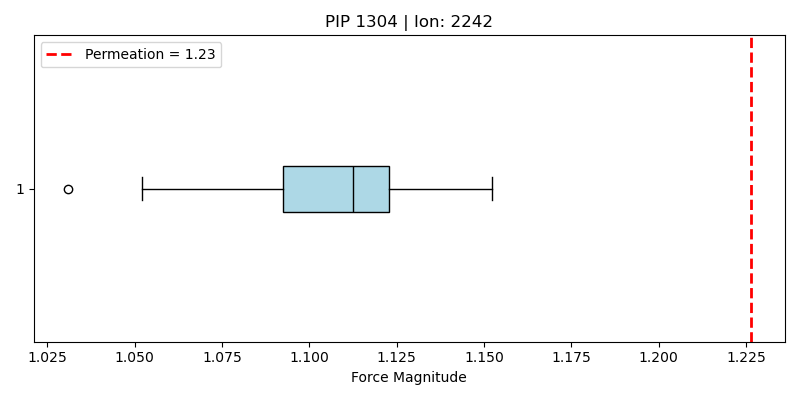 PIP 1304 | Ion: 2242
Permeation = 1.23
1
1.025 1.050 1.075 1.100 1.125 1.150 1.175 1.200 1.225
Force Magnitude